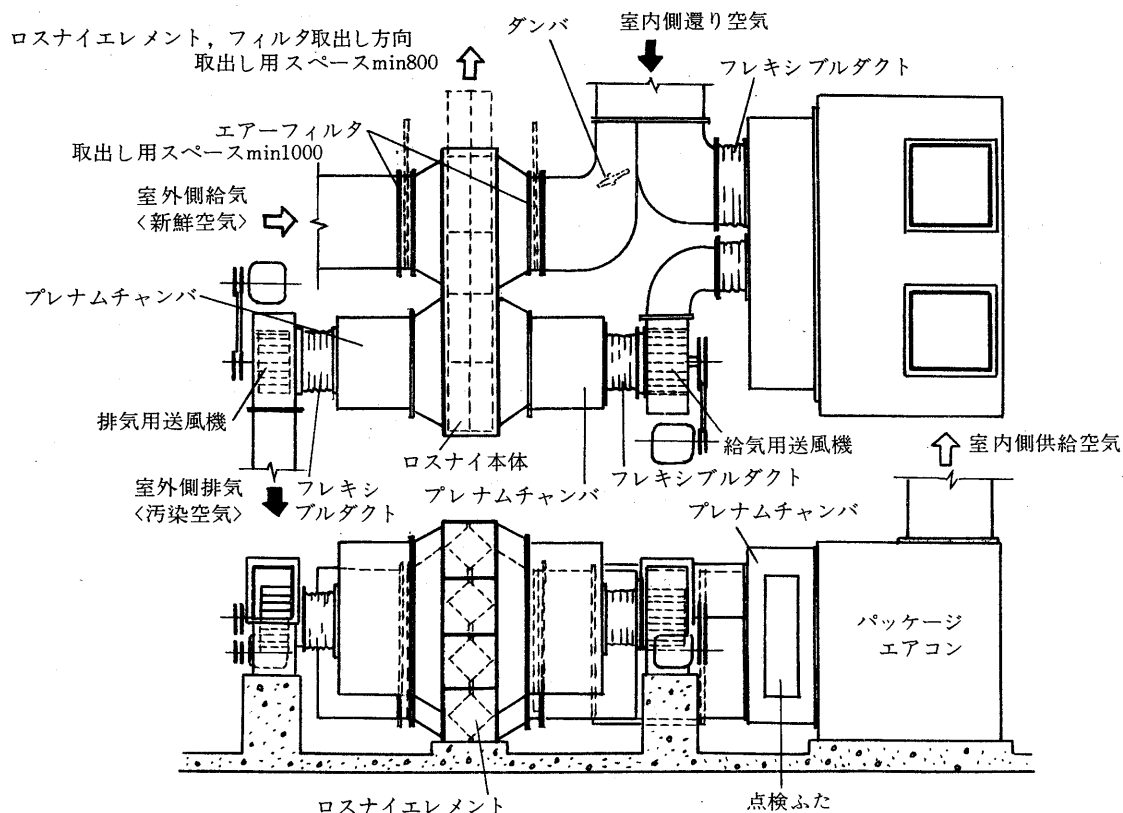 ロスナイエレメント，フィルタ取出し方向
取出し用スペースmin800
ダンパ
室内側還り空気
フレキシブルダクト
エアーフィルタ
取出し用スペースmin1000
室外側給気
〈新鮮空気〉
プレナムチャンバ
排気用送風機
ロスナイ本体
給気用送風機
室内側供給空気
室外側排気
〈汚染空気〉
フレキシ
ブルダクト
プレナムチャンバ
フレキシブルダクト
プレナムチャンバ
パッケージ
エアコン
ロスナイエレメント
点検ふた